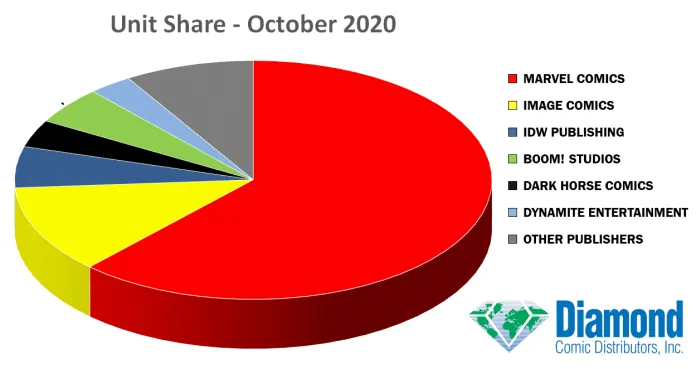 Unit Share - October 2020
MARVEL COMICS
IMAGE COMICS
IDW PUBLISHING
BOOM! STUDIOS
DARK HORSE COMICS
DYNAMITE ENTERTAINMENT
OTHER PUBLISHERS
Diamond
Comic Distributors, Inc.